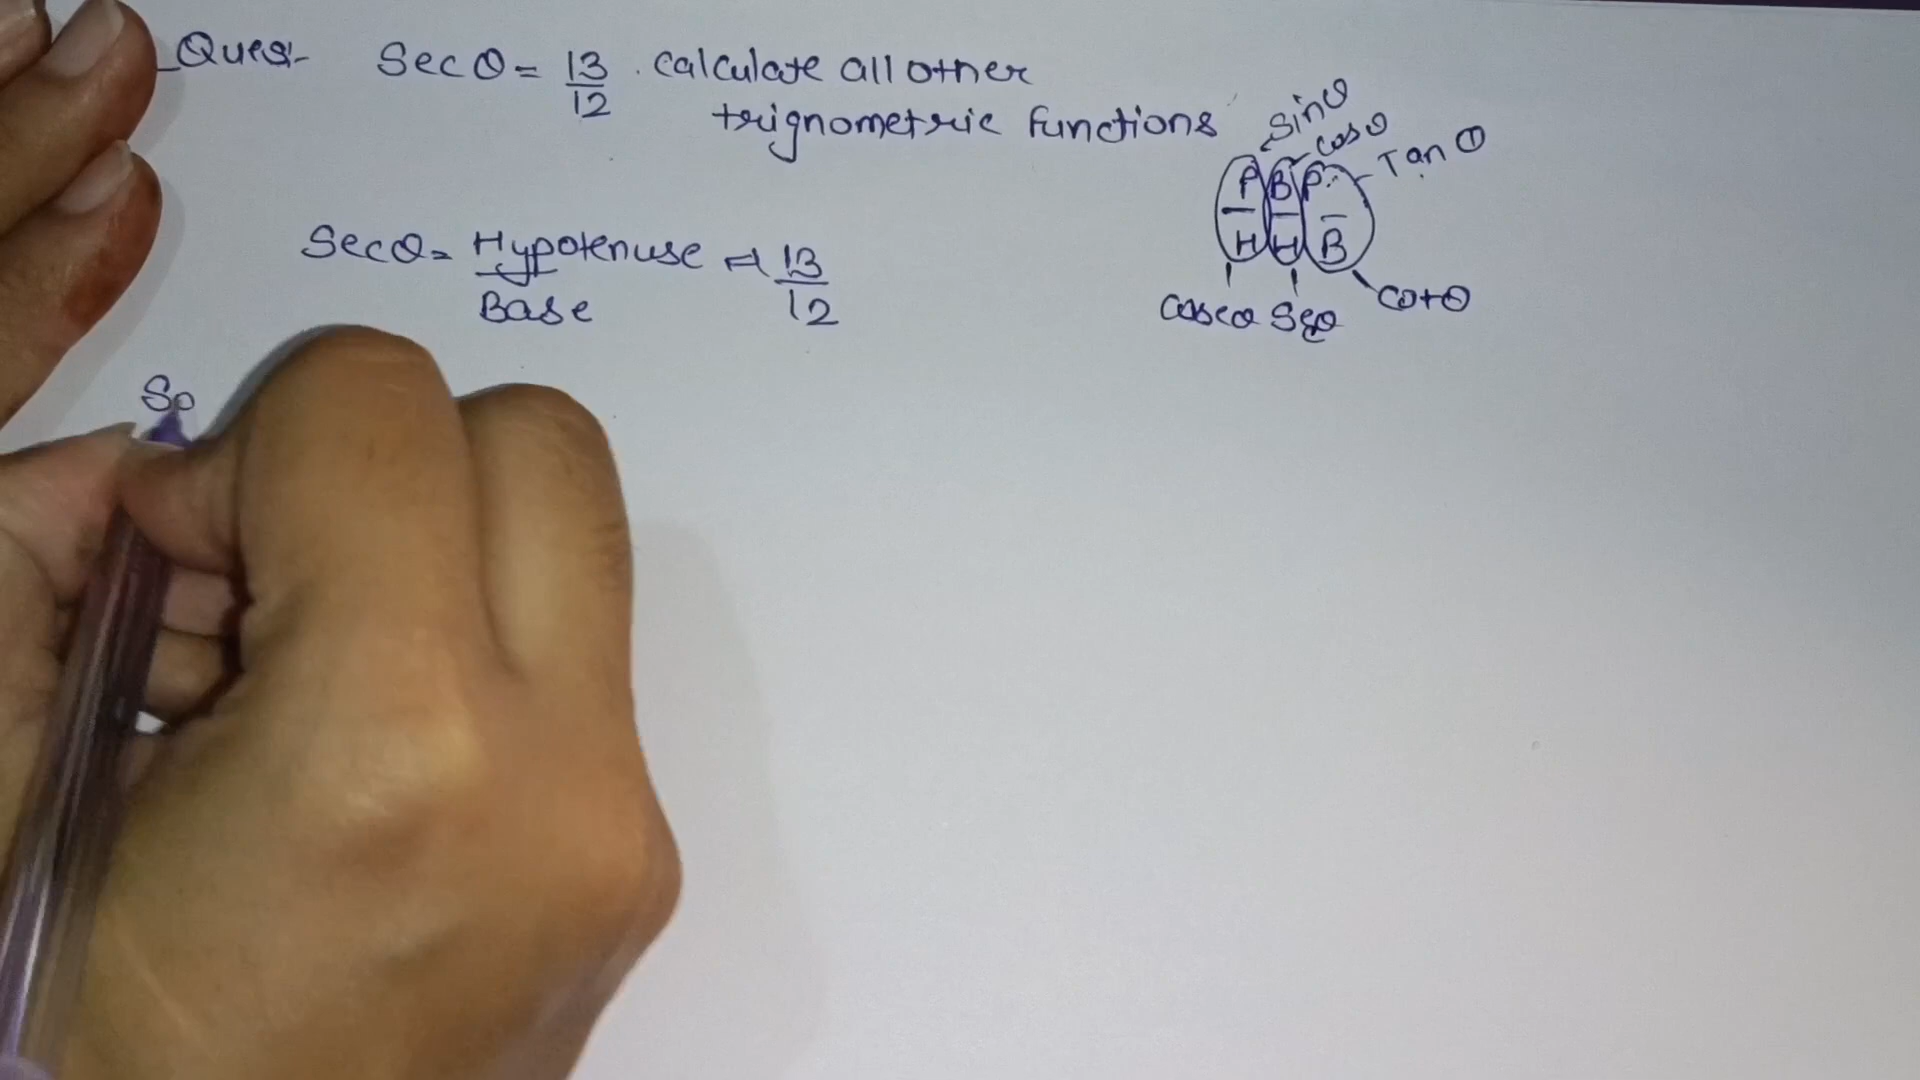 Ques:- Sec θ = 13/12 . calculate all other
trignometric functions
Sinθ
cosθ
Tan θ
P B P
H H B
Cosecθ Secθ Cotθ
Secθ = Hypotenuse/Base ⇒ 13/12
So